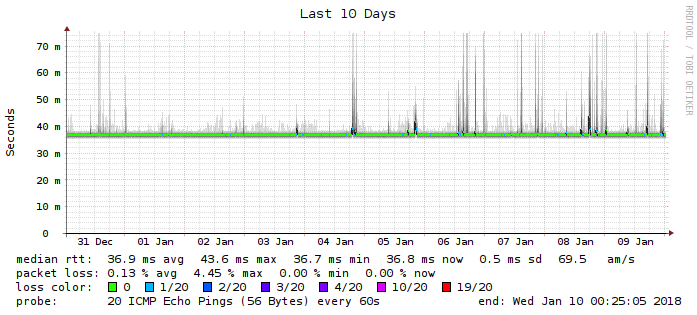 Last 10 Days
RRDTOOL / TOBI OETIKER
Seconds
70 m
60 m
50 m
40 m
30 m
20 m
10 m
0
31 Dec 01 Jan 02 Jan 03 Jan 04 Jan 05 Jan 06 Jan 07 Jan 08 Jan 09 Jan
median rtt: 36.9 ms avg 43.6 ms max 36.7 ms min 36.8 ms now 0.5 ms sd 69.5 am/s
packet loss: 0.13 % avg 4.45 % max 0.00 % min 0.00 % now
loss color: 0 1/20 2/20 3/20 4/20 10/20 19/20
probe: 20 ICMP Echo Pings (56 Bytes) every 60s end: Wed Jan 10 00:25:05 2018